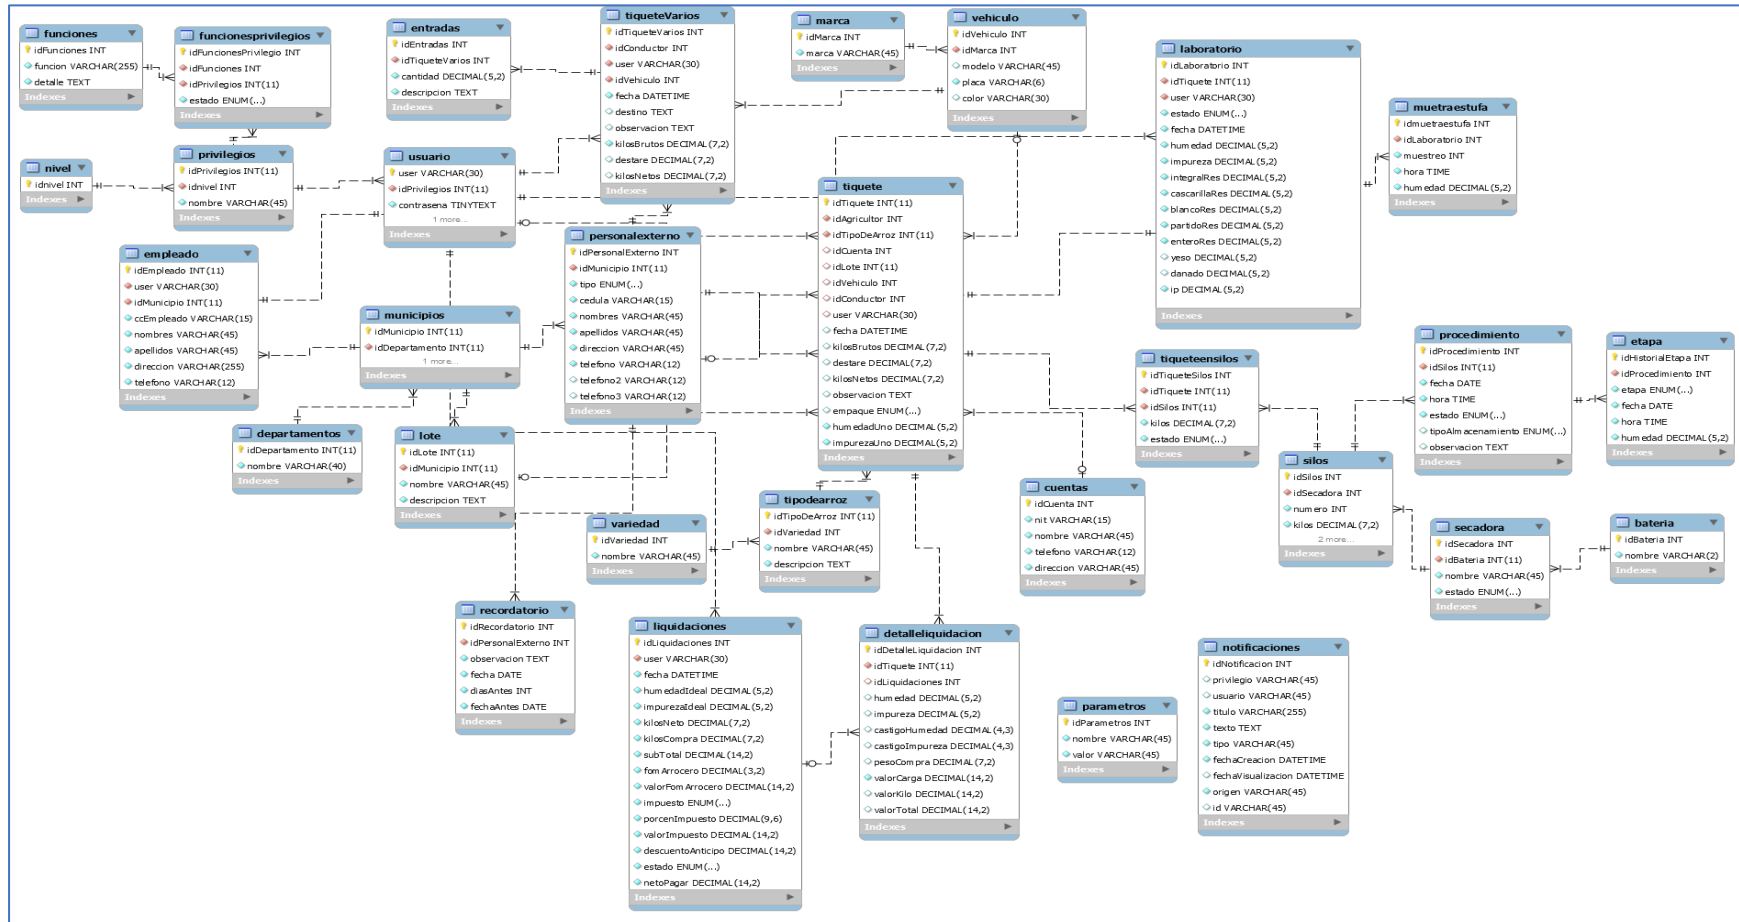 funciones
idFunciones INT
funcion VARCHAR(255)
detalle TEXT
Indexes
funcionesprivilegios
idFuncionesPrivilegio INT
idFunciones INT
idPrivilegios INT(11)
estado ENUM(...)
Indexes
entradas
idEntradas INT
idTiqueteVarios INT
cantidad DECIMAL(5,2)
descripcion TEXT
Indexes
tiqueteVarios
idTiqueteVarios INT
idConductor INT
user VARCHAR(30)
idVehiculo INT
fecha DATETIME
destino TEXT
observacion TEXT
kilosBrutos DECIMAL(7,2)
destare DECIMAL(7,2)
kilosNetos DECIMAL(7,2)
Indexes
marca
idMarca INT
marca VARCHAR(45)
Indexes
vehiculo
idVehiculo INT
idMarca INT
modelo VARCHAR(45)
placa VARCHAR(6)
color VARCHAR(30)
Indexes
laboratorio
idLaboratorio INT
idTiquete INT(11)
user VARCHAR(30)
estado ENUM(...)
fecha DATETIME
humedad DECIMAL(5,2)
impureza DECIMAL(5,2)
integralRes DECIMAL(5,2)
cascarillaRes DECIMAL(5,2)
blancoRes DECIMAL(5,2)
partidoRes DECIMAL(5,2)
enteroRes DECIMAL(5,2)
yeso DECIMAL(5,2)
danado DECIMAL(5,2)
ip DECIMAL(5,2)
Indexes
muetraestufa
idmuetraestufa INT
idLaboratorio INT
muestreo INT
hora TIME
humedad DECIMAL(5,2)
Indexes
nivel
idnivel INT
Indexes
privilegios
idPrivilegios INT(11)
idnivel INT
nombre VARCHAR(45)
Indexes
usuario
user VARCHAR(30)
idPrivilegios INT(11)
contrasena TINYTEXT
1 more...
Indexes
tiquete
idTiquete INT(11)
idAgricultor INT
idTipoDeArroz INT(11)
idCuenta INT
idLote INT(11)
idVehiculo INT
idConductor INT
user VARCHAR(30)
fecha DATETIME
kilosBrutos DECIMAL(7,2)
destare DECIMAL(7,2)
kilosNetos DECIMAL(7,2)
observacion TEXT
empaque ENUM(...)
humedadUno DECIMAL(5,2)
impurezaUno DECIMAL(5,2)
Indexes
personalexterno
idPersonalExterno INT
idMunicipio INT(11)
tipo ENUM(...)
cedula VARCHAR(15)
nombres VARCHAR(45)
apellidos VARCHAR(45)
direccion VARCHAR(45)
telefono VARCHAR(12)
telefono2 VARCHAR(12)
telefono3 VARCHAR(12)
Indexes
empleado
idEmpleado INT(11)
user VARCHAR(30)
idMunicipio INT(11)
ccEmpleado VARCHAR(15)
nombres VARCHAR(45)
apellidos VARCHAR(45)
direccion VARCHAR(255)
telefono VARCHAR(12)
Indexes
municipios
idMunicipio INT(11)
idDepartamento INT(11)
1 more...
Indexes
departamentos
idDepartamento INT(11)
nombre VARCHAR(40)
Indexes
lote
idLote INT(11)
idMunicipio INT(11)
nombre VARCHAR(45)
descripcion TEXT
Indexes
tiqueteensilos
idTiqueteSilos INT
idTiquete INT(11)
idSilos INT(11)
kilos DECIMAL(7,2)
estado ENUM(...)
Indexes
procedimiento
idProcedimiento INT
idSilos INT(11)
fecha DATE
hora TIME
estado ENUM(...)
tipoAlmacenamiento ENUM(...)
observacion TEXT
Indexes
etapa
idHistorialEtapa INT
idProcedimiento INT
etapa ENUM(...)
fecha DATE
hora TIME
humedad DECIMAL(5,2)
Indexes
silos
idSilos INT(11)
idSecadora INT
numero INT
kilos DECIMAL(7,2)
2 more...
Indexes
secadora
idSecadora INT
idBateria INT(11)
nombre VARCHAR(45)
estado ENUM(...)
Indexes
bateria
idBateria INT
nombre VARCHAR(2)
Indexes
variedad
idVariedad INT
nombre VARCHAR(45)
Indexes
tipodearroz
idTipoDeArroz INT(11)
idVariedad INT
nombre VARCHAR(45)
descripcion TEXT
Indexes
cuentas
idCuenta INT
nit VARCHAR(15)
nombre VARCHAR(45)
telefono VARCHAR(12)
direccion VARCHAR(45)
Indexes
recordatorio
idRecordatorio INT
idPersonalExterno INT
observacion TEXT
fecha DATE
diasAntes INT
fechaAntes DATE
Indexes
liquidaciones
idLiquidaciones INT
user VARCHAR(30)
fecha DATETIME
humedadIdeal DECIMAL(5,2)
impurezaIdeal DECIMAL(5,2)
kilosNeto DECIMAL(7,2)
kilosCompra DECIMAL(7,2)
subTotal DECIMAL(14,2)
fomArrocero DECIMAL(3,2)
valorFomArrocero DECIMAL(14,2)
impuesto ENUM(...)
porcenImpuesto DECIMAL(9,6)
valorImpuesto DECIMAL(14,2)
descuentoAnticipo DECIMAL(14,2)
estado ENUM(...)
netoPagar DECIMAL(14,2)
Indexes
detalleliquidacion
idDetalleLiquidacion INT
idTiquete INT(11)
idLiquidaciones INT
humedad DECIMAL(5,2)
impureza DECIMAL(5,2)
castigoHumedad DECIMAL(4,3)
castigoImpureza DECIMAL(4,3)
pesoCompra DECIMAL(7,2)
valorCarga DECIMAL(14,2)
valorKilo DECIMAL(14,2)
valorTotal DECIMAL(14,2)
Indexes
parametros
idParametros INT
nombre VARCHAR(45)
valor VARCHAR(45)
Indexes
notificaciones
idNotificacion INT
privilegio VARCHAR(45)
usuario VARCHAR(45)
titulo VARCHAR(255)
texto TEXT
tipo VARCHAR(45)
fechaCreacion DATETIME
fechaVisualizacion DATETIME
origen VARCHAR(45)
id VARCHAR(45)
Indexes